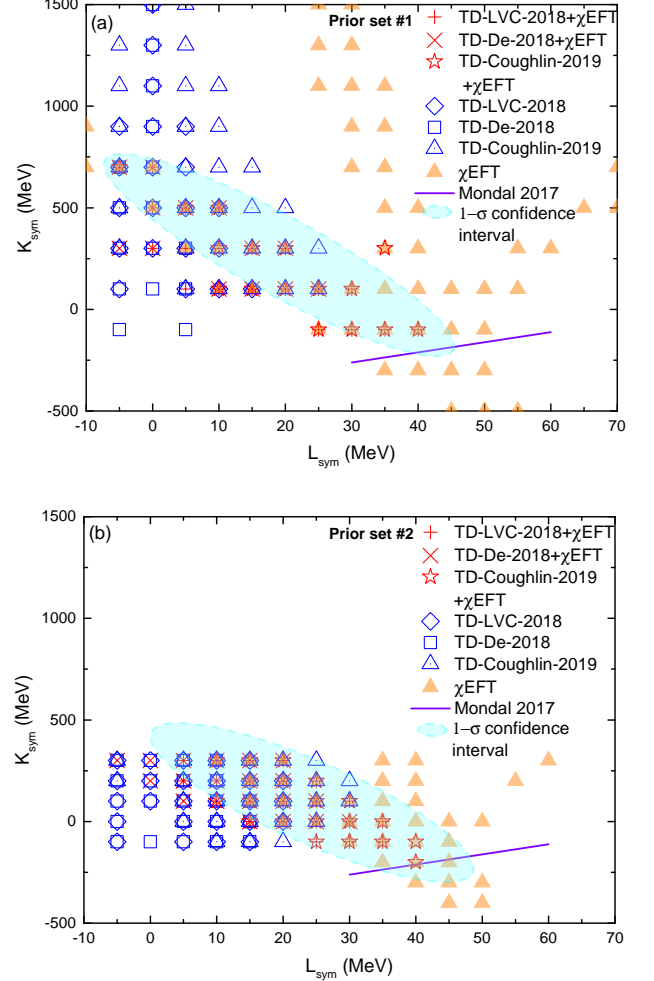 (a)
Prior set #1
TD-LVC-2018+χEFT
TD-De-2018+χEFT
TD-Coughlin-2019
+χEFT
TD-LVC-2018
TD-De-2018
TD-Coughlin-2019
χEFT
Mondal 2017
1−σ confidence
interval
1500
1000
500
0
-500
K_sym (MeV)
-10 0 10 20 30 40 50 60 70
L_sym (MeV)
(b)
Prior set #2
TD-LVC-2018+χEFT
TD-De-2018+χEFT
TD-Coughlin-2019
+χEFT
TD-LVC-2018
TD-De-2018
TD-Coughlin-2019
χEFT
Mondal 2017
1−σ confidence
interval
1500
1000
500
0
-500
K_sym (MeV)
-10 0 10 20 30 40 50 60 70
L_sym (MeV)